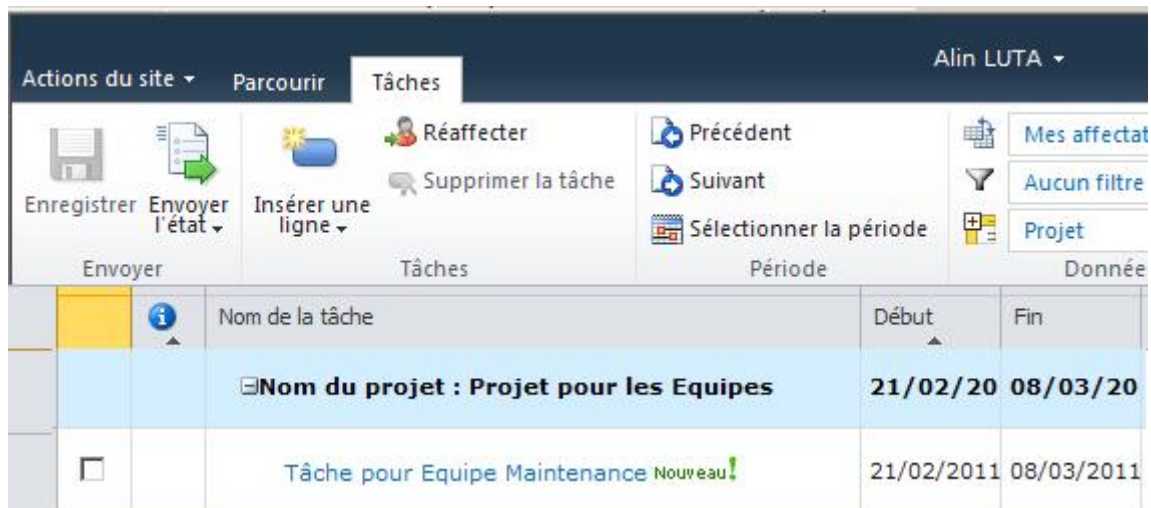 Alin LUTA
Actions du site Parcourir Tâches
Réaffecter Précédent Mes affectat
Supprimer la tâche Suivant Aucun filtre
Enregistrer Envoyer l'état Insérer une ligne Sélectionner la période Projet
Envoyer Tâches Période Donnée
Nom de la tâche Début Fin
Nom du projet : Projet pour les Equipes 21/02/20 08/03/20
Tâche pour Equipe Maintenance Nouveau! 21/02/2011 08/03/2011